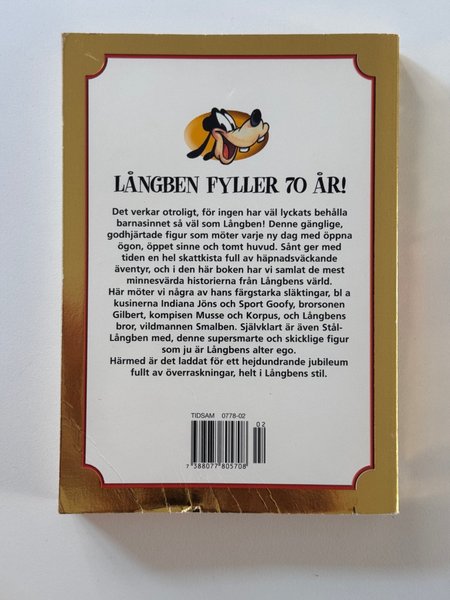 LÅNGBEN FYLLER 70 ÅR!
Det verkar otroligt, för ingen har väl lyckats behålla
barnasinnet så väl som Långben! Denne gänglige,
godhjärtade figur som möter varje ny dag med öppna
ögon, öppet sinne och tomt huvud. Sånt ger med
tiden en hel skattkista full av häpnadsväckande
äventyr, och i den här boken har vi samlat de mest
minnesvärda historierna från Långbens värld.
Här möter vi några av hans färgstarka släktingar, bl a
kusinerna Indiana Jöns och Sport Goofy, brorsonen
Gilbert, kompisen Musse och Korpus, och Långbens
bror, vildmannen Smalben. Självklart är även Stål-
Långben med, denne supersmarte och skicklige figur
som ju är Långbens alter ego.
Härmed är det laddat för ett hejdundrande jubileum
fullt av överraskningar, helt i Långbens stil.
TIDSAM 0778-02
02
7 388077 805708